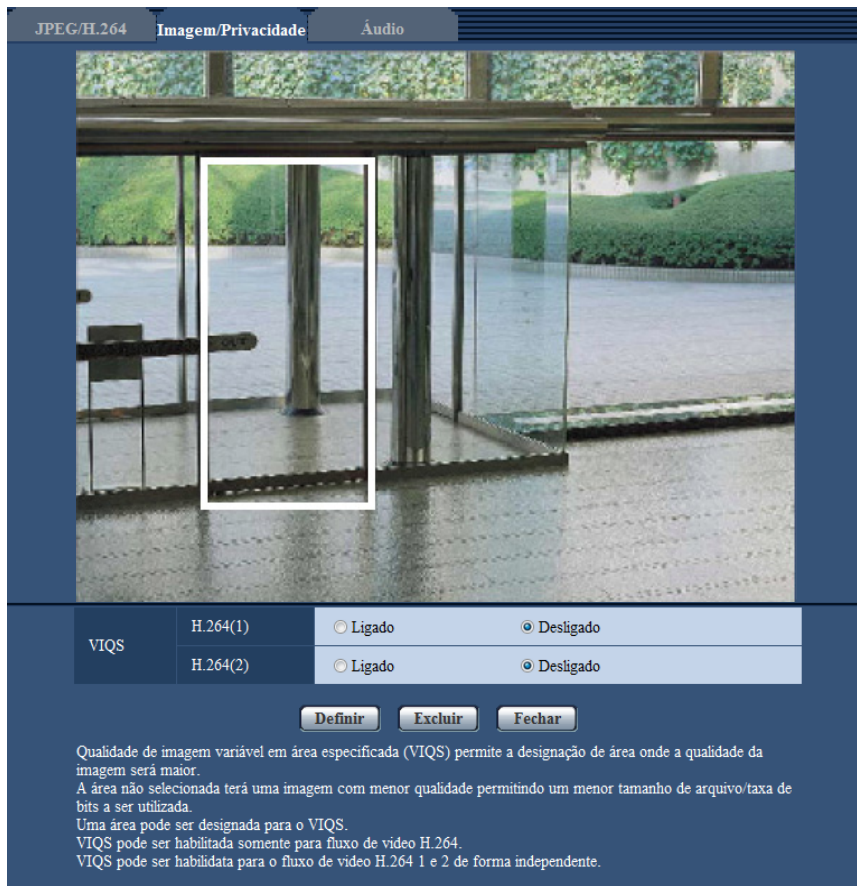 JPEG/H.264 Imagem/Privacidade Áudio
OUT
VIQS
H.264(1) Ligado Desligado
H.264(2) Ligado Desligado
Definir Excluir Fechar
Qualidade de imagem variável em área especificada (VIQS) permite a designação de área onde a qualidade da
imagem será maior.
A área não selecionada terá uma imagem com menor qualidade permitindo um menor tamanho de arquivo/taxa de
bits a ser utilizada.
Uma área pode ser designada para o VIQS.
VIQS pode ser habilitada somente para fluxo de video H.264.
VIQS pode ser habilidata para o fluxo de video H.264 1 e 2 de forma independente.